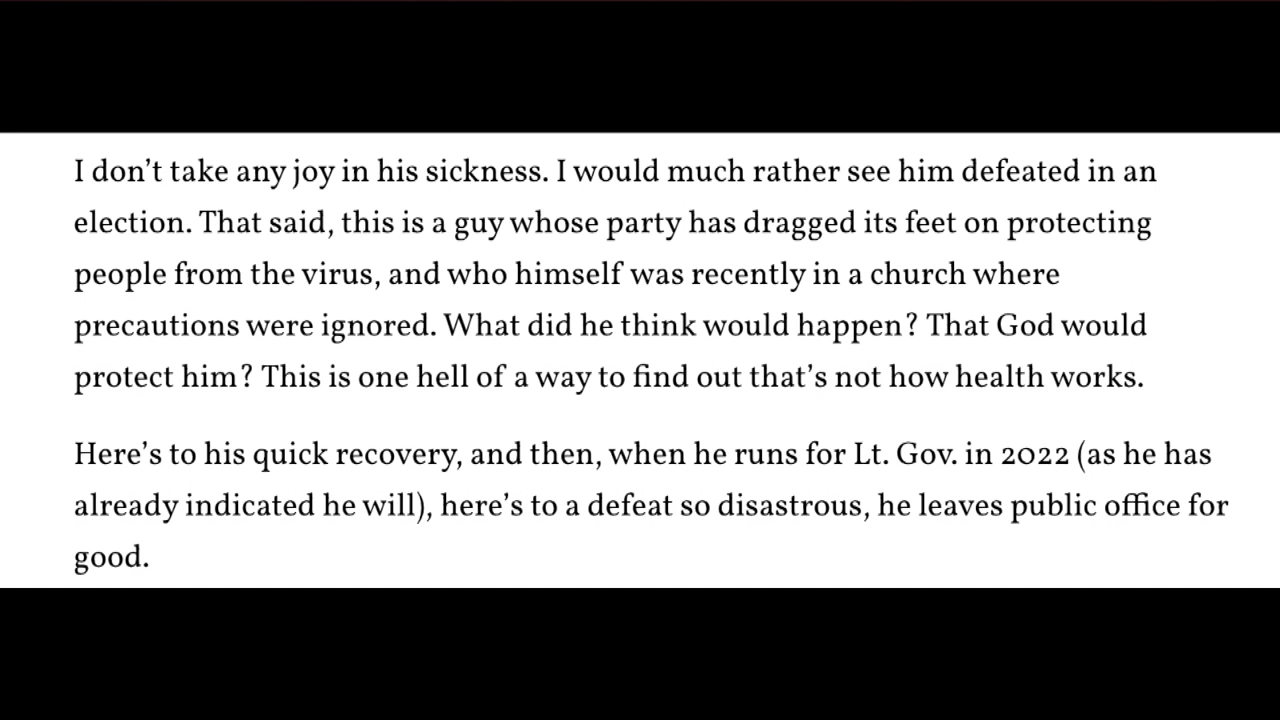 I don’t take any joy in his sickness. I would much rather see him defeated in an
election. That said, this is a guy whose party has dragged its feet on protecting
people from the virus, and who himself was recently in a church where
precautions were ignored. What did he think would happen? That God would
protect him? This is one hell of a way to find out that’s not how health works.
Here’s to his quick recovery, and then, when he runs for Lt. Gov. in 2022 (as he has
already indicated he will), here’s to a defeat so disastrous, he leaves public office for
good.